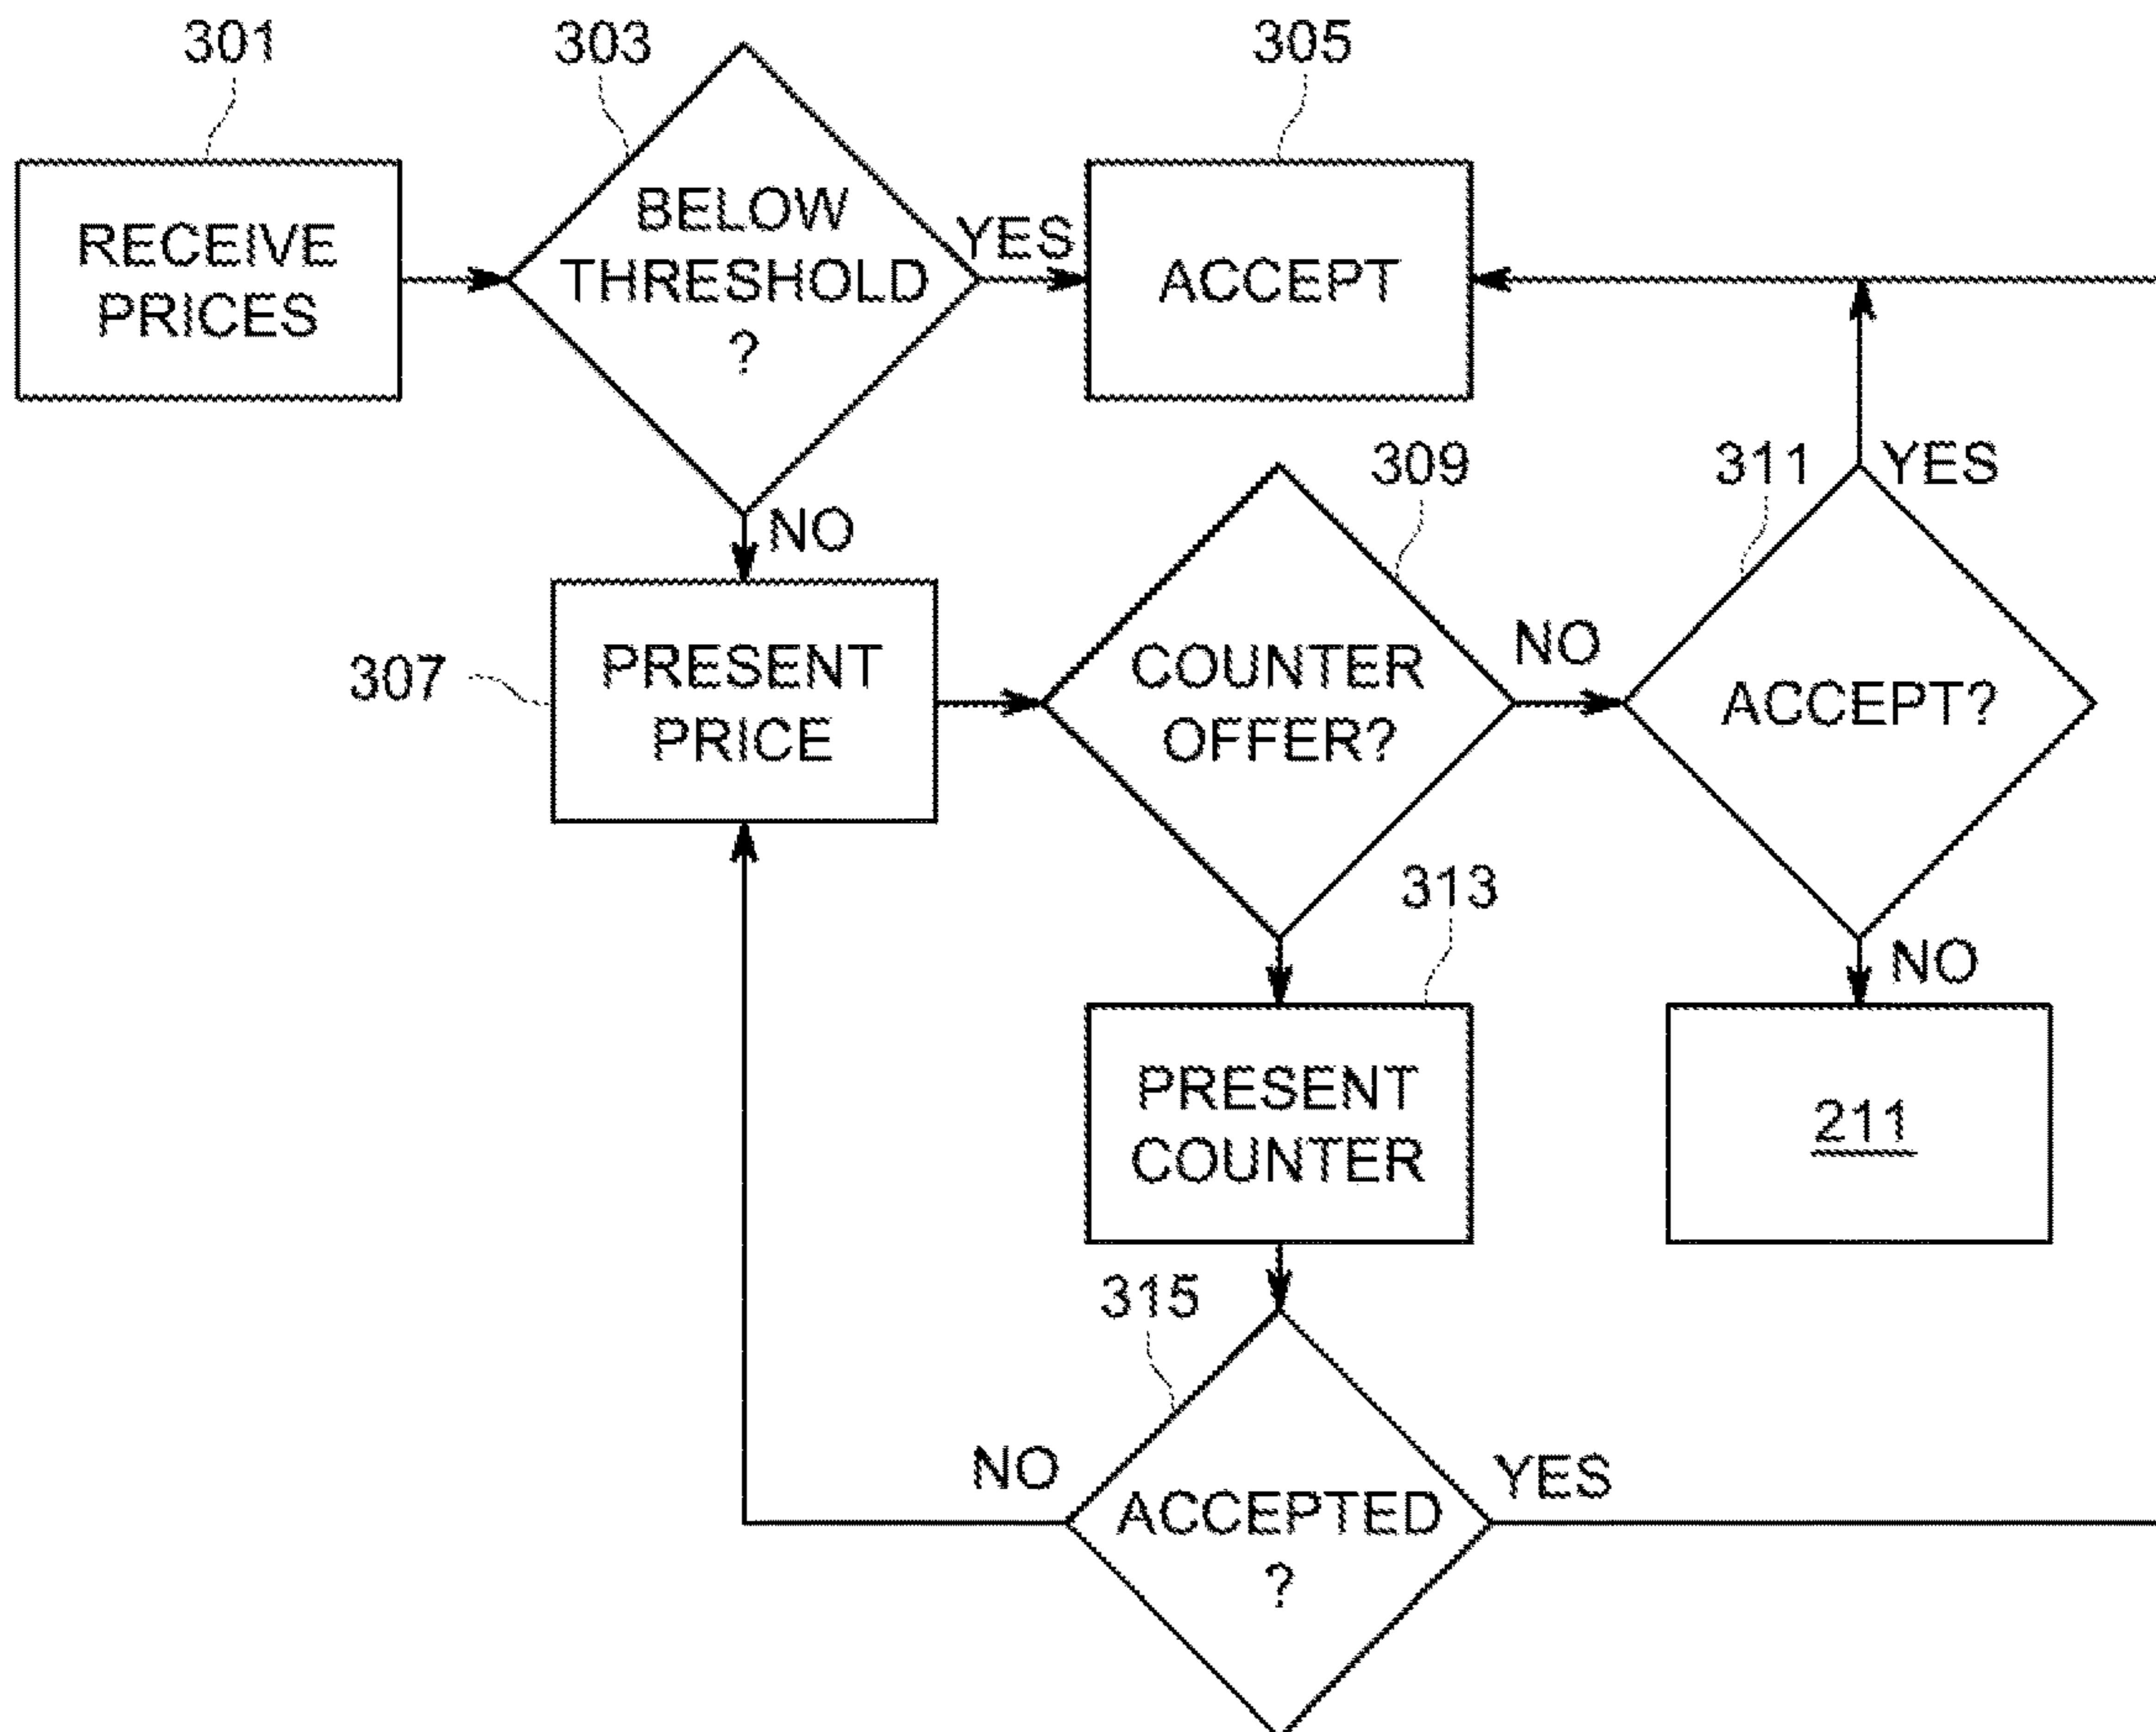 301
303
305
RECEIVE
PRICES
BELOW
THRESHOLD
?
YES
ACCEPT
NO
307
PRESENT
PRICE
309
COUNTER
OFFER?
NO
311
YES
ACCEPT?
NO
313
PRESENT
COUNTER
211
315
NO
ACCEPTED
?
YES